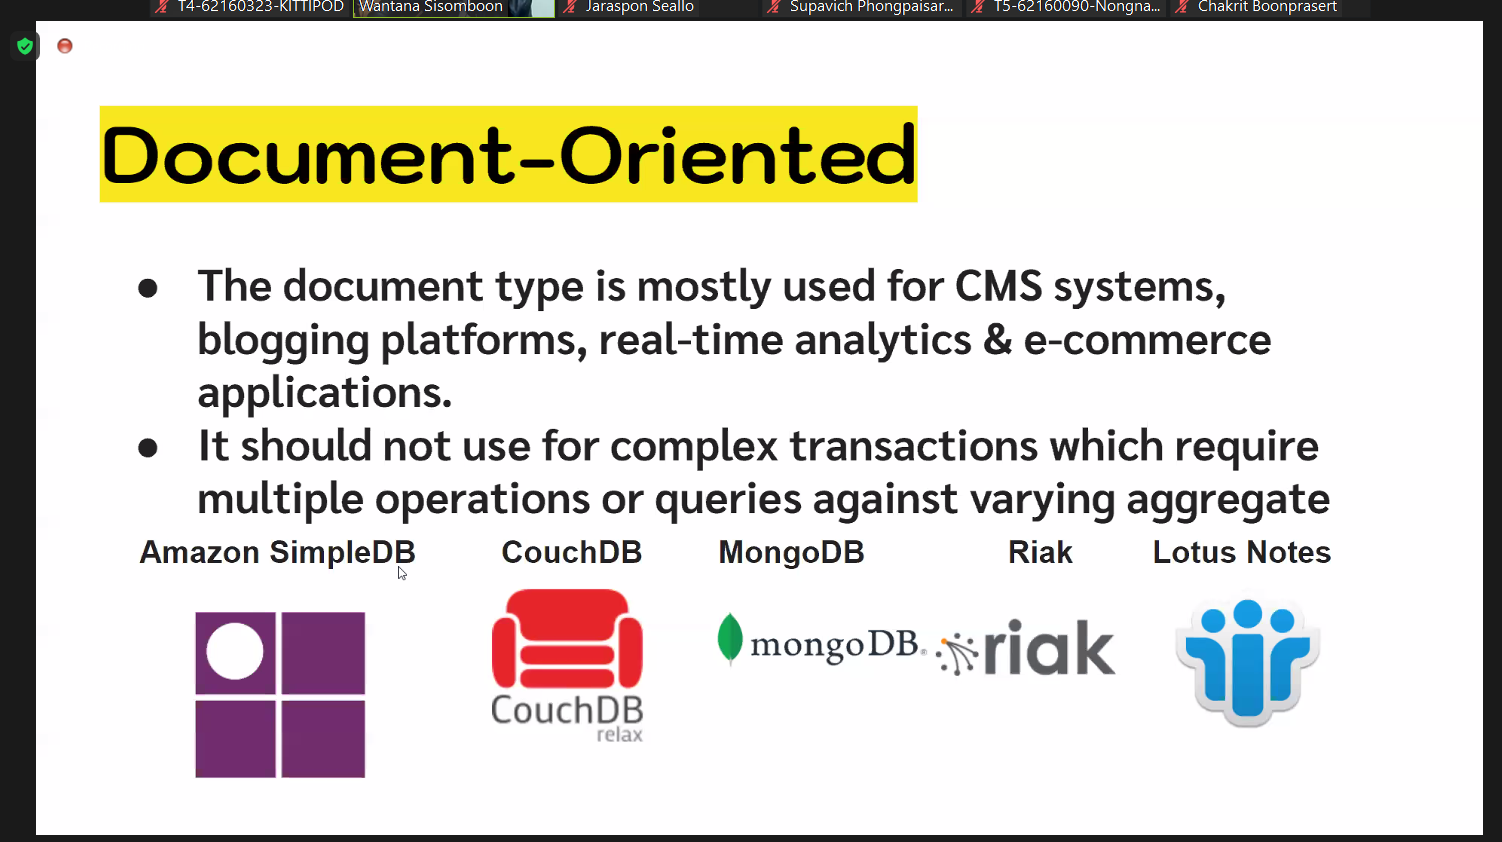 T4-62160323-KITTIPOD Wantana Sisomboon Jaraspon Seallo Supavich Phongpaisar... T5-62160090-Nongna... Chakrit Boonprasert
Document-Oriented
● The document type is mostly used for CMS systems,
blogging platforms, real-time analytics & e-commerce
applications.
● It should not use for complex transactions which require
multiple operations or queries against varying aggregate
Amazon SimpleDB CouchDB MongoDB Riak Lotus Notes
mongoDB® riak
CouchDB
relax